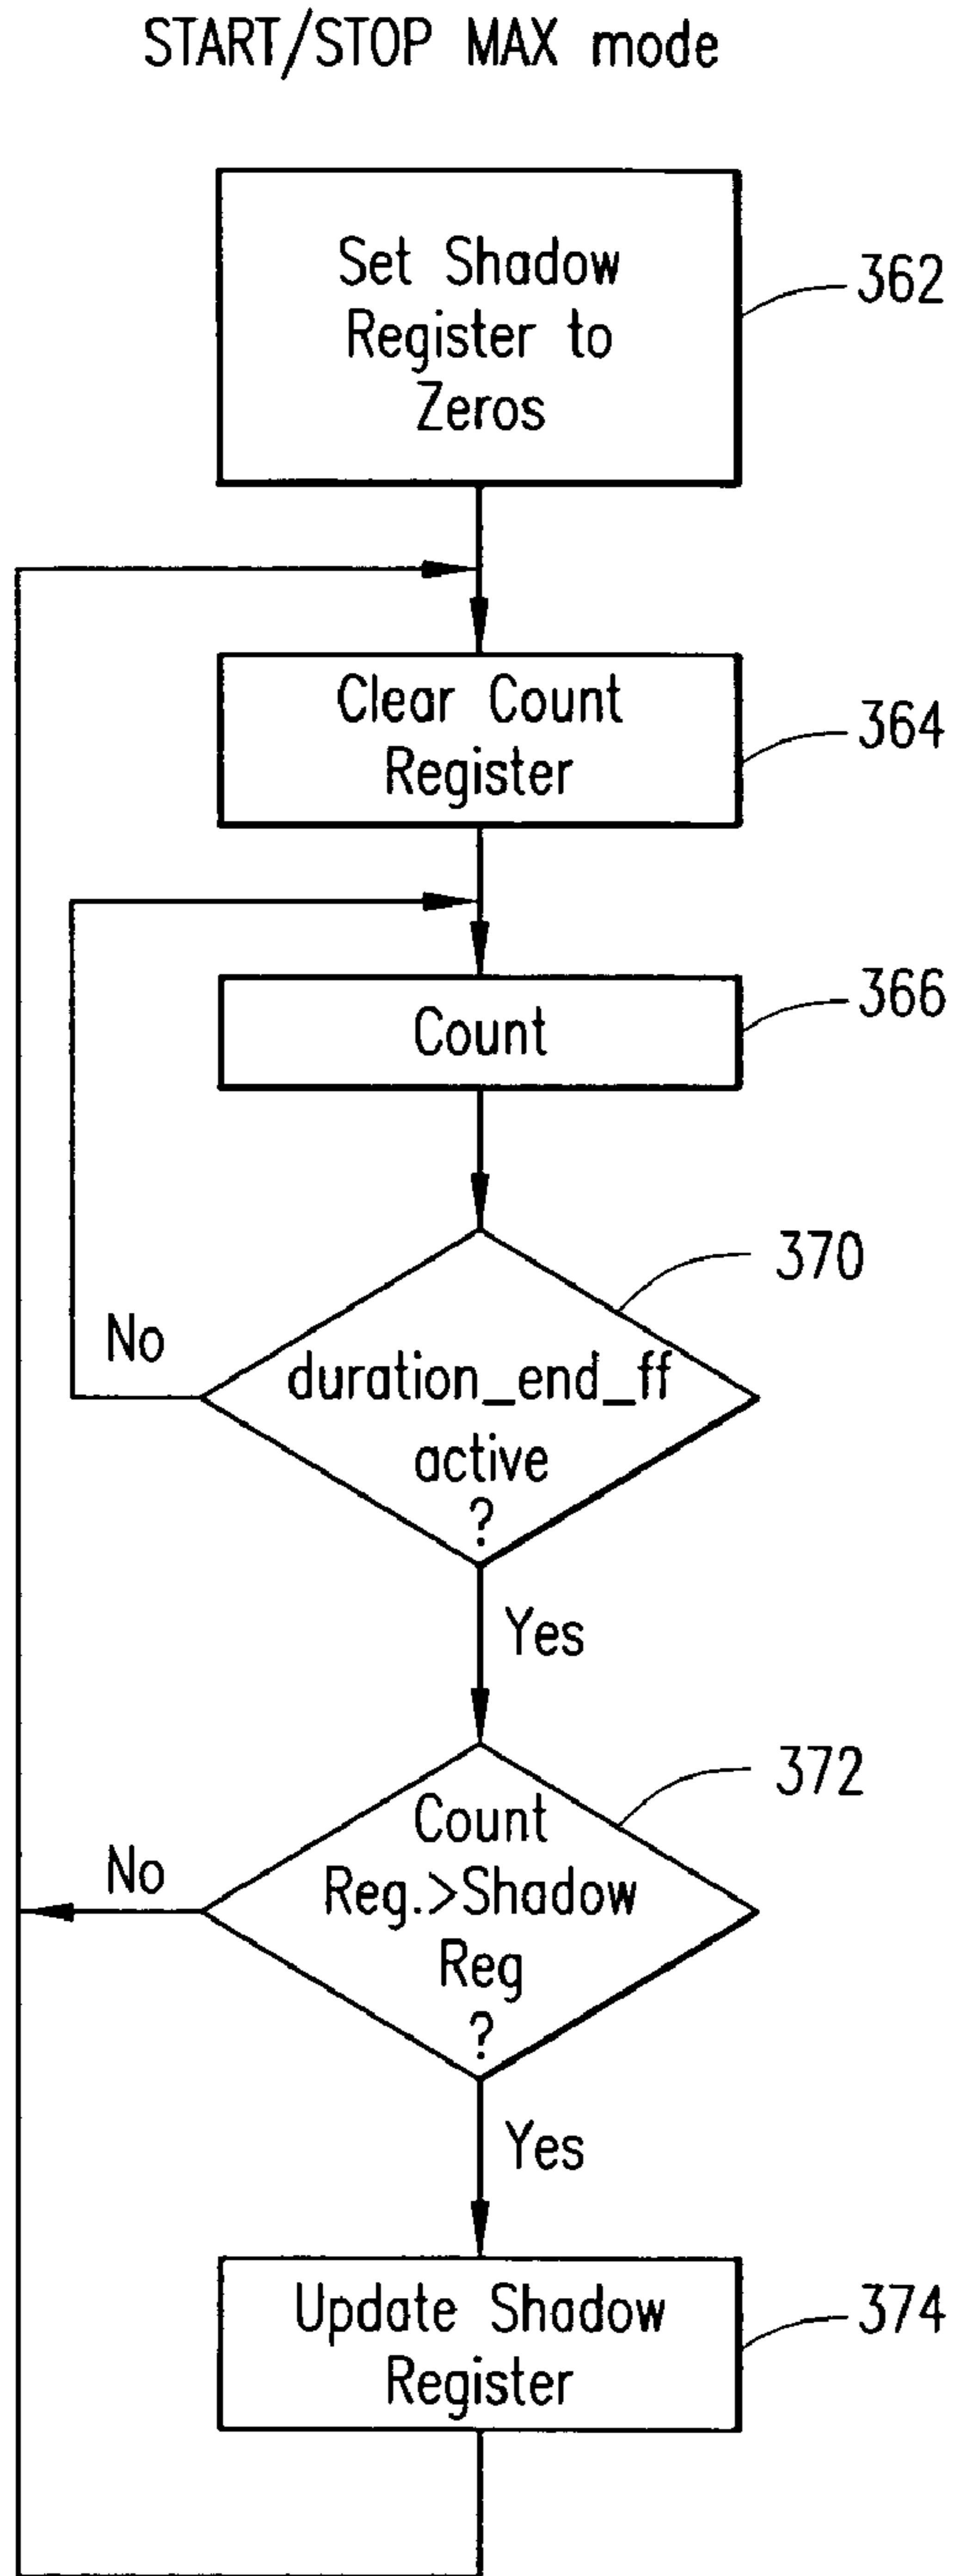 START/STOP MAX mode
Set Shadow
Register to
Zeros
362
Clear Count
Register
364
Count
366
370
duration_end_ff
active
?
No
Yes
372
Count
Reg.>Shadow
Reg
?
No
Yes
Update Shadow
Register
374